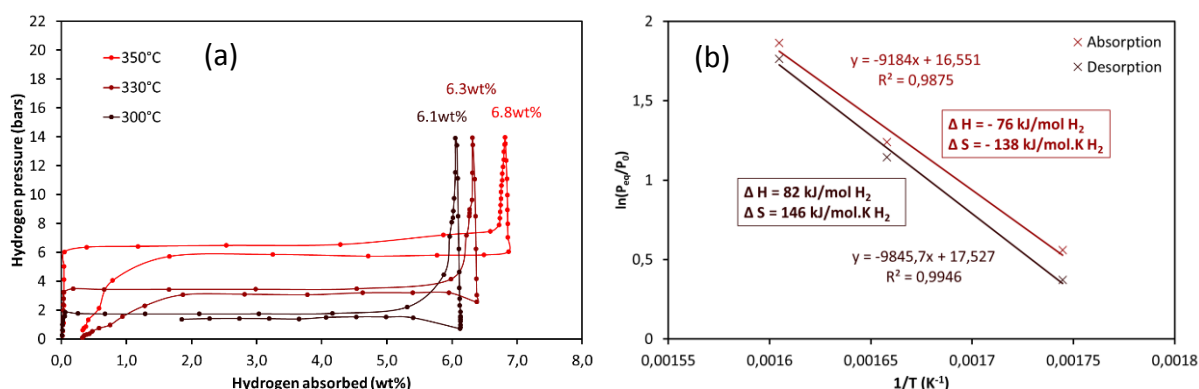 (a)
350°C
330°C
300°C
6.3wt%
6.1wt%
6.8wt%
22
20
18
16
14
12
10
8
6
4
2
0
Hydrogen pressure (bars)
0,0 1,0 2,0 3,0 4,0 5,0 6,0 7,0 8,0
Hydrogen absorbed (wt%)
(b)
Absorption
Desorption
y = -9184x + 16,551
R² = 0,9875
Δ H = - 76 kJ/mol H₂
Δ S = - 138 kJ/mol.K H₂
Δ H = 82 kJ/mol H₂
Δ S = 146 kJ/mol.K H₂
y = -9845,7x + 17,527
R² = 0,9946
2
1,5
1
0,5
0
ln(Peq/P₀)
0,00155 0,0016 0,00165 0,0017 0,00175 0,0018
1/T (K⁻¹)